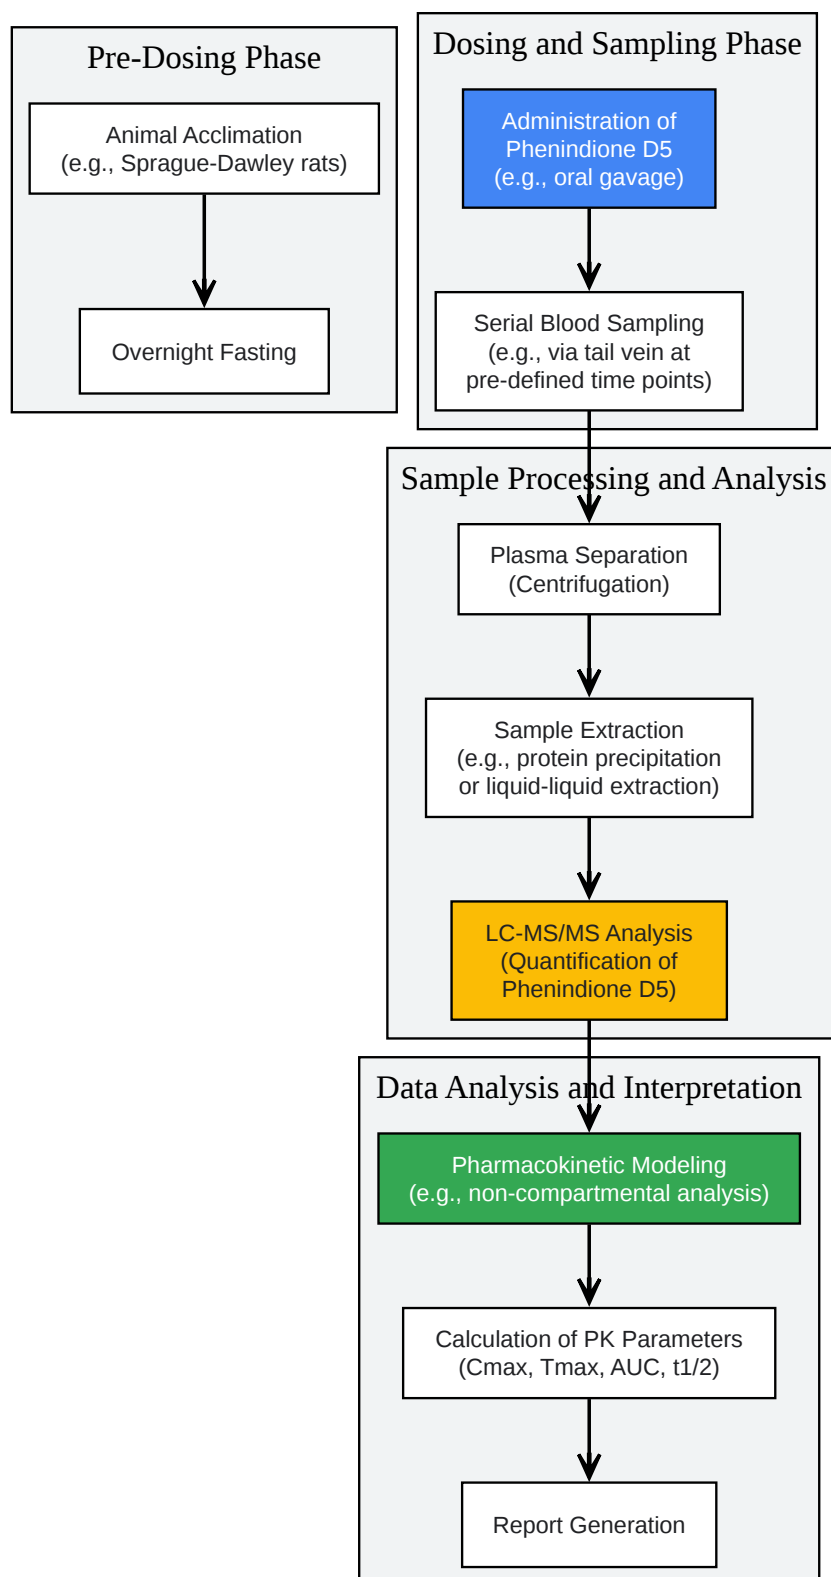 Pre-Dosing Phase
Animal Acclimation
(e.g., Sprague-Dawley rats)
Overnight Fasting
Dosing and Sampling Phase
Administration of
Phenindione D5
(e.g., oral gavage)
Serial Blood Sampling
(e.g., via tail vein at
pre-defined time points)
Sample Processing and Analysis
Plasma Separation
(Centrifugation)
Sample Extraction
(e.g., protein precipitation
or liquid-liquid extraction)
LC-MS/MS Analysis
(Quantification of
Phenindione D5)
Data Analysis and Interpretation
Pharmacokinetic Modeling
(e.g., non-compartmental analysis)
Calculation of PK Parameters
(Cmax, Tmax, AUC, t1/2)
Report Generation